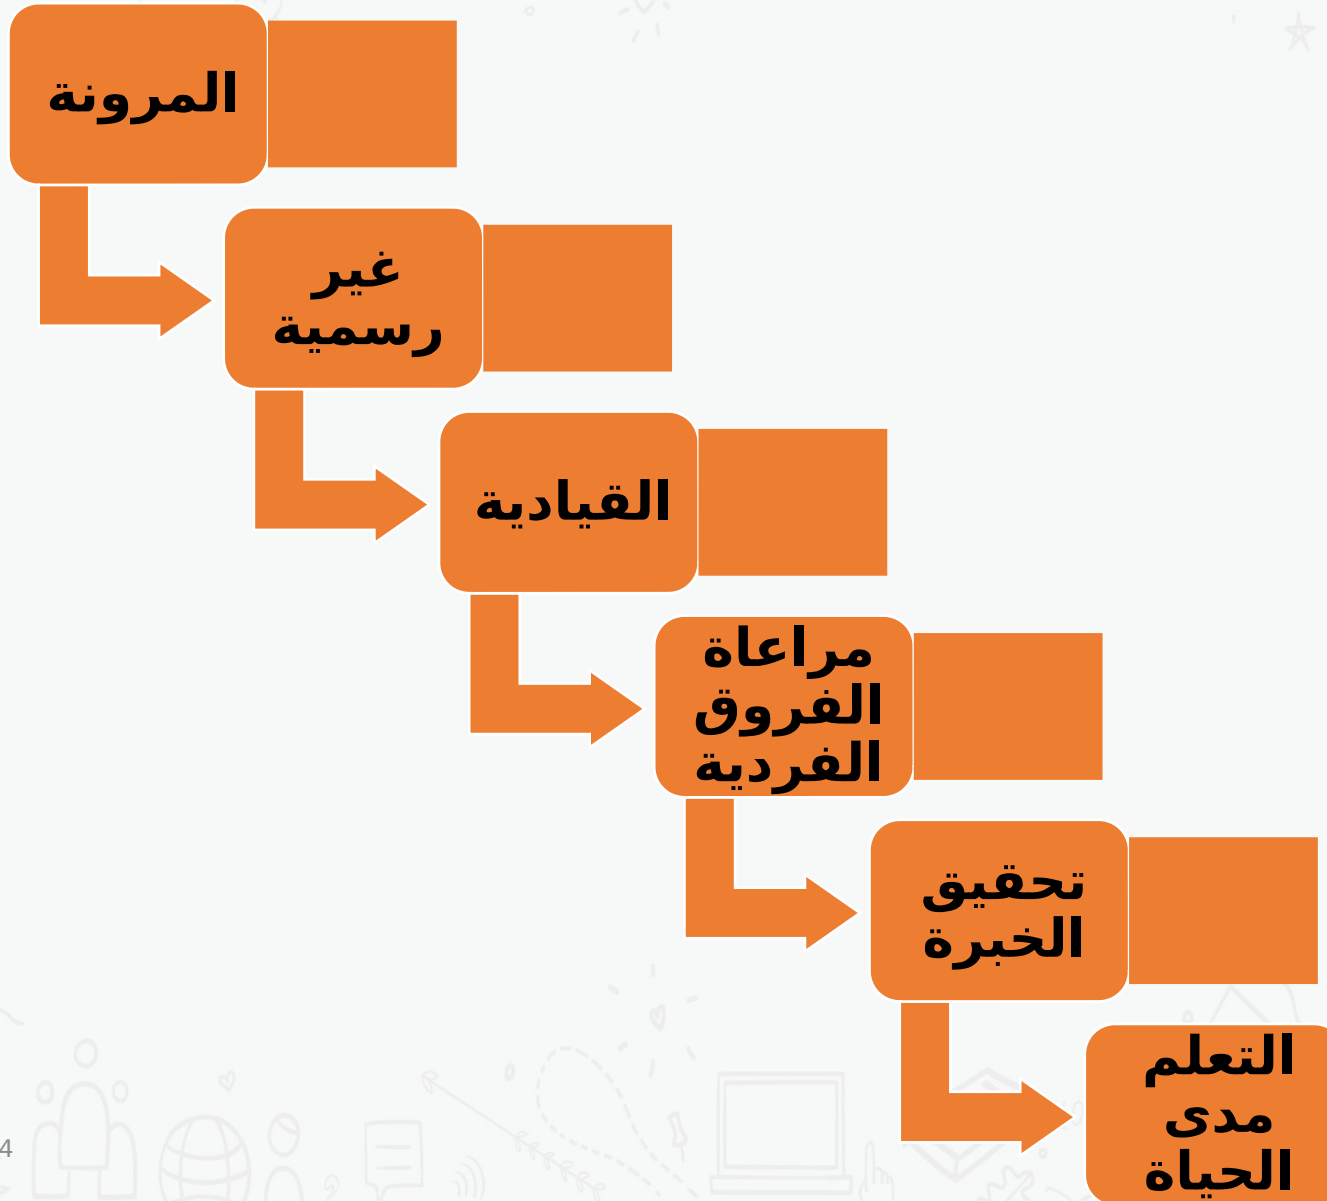 المرونة
غير
رسمية
القيادية
مراعاة
الفروق
الفردية
تحقيق
الخبرة
التعلم
مدى
الحياة
4